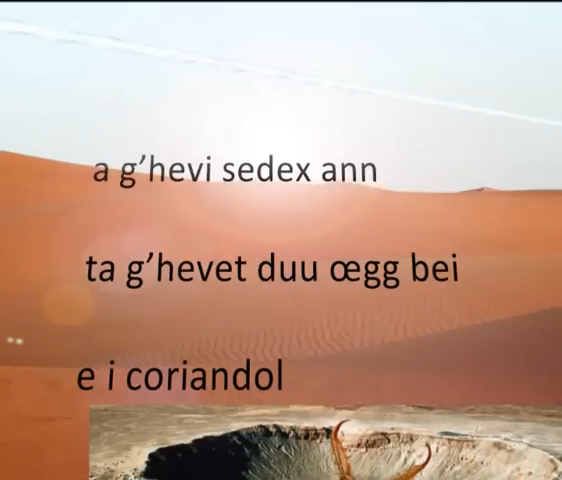 a g’hevi sedex ann
ta g’hevet duu œgg bei
e i coriandol